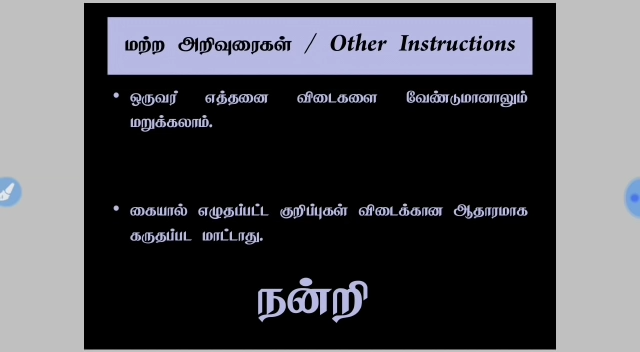 மற்ற அறிவுரைகள் / Other Instructions
• ஒருவர் எத்தனை விடைகளை வேண்டுமானாலும்
மறுக்கலாம்.
• கையால் எழுதப்பட்ட குறிப்புகள் விடைக்கான ஆதாரமாக
கருதப்பட மாட்டாது.
நன்றி